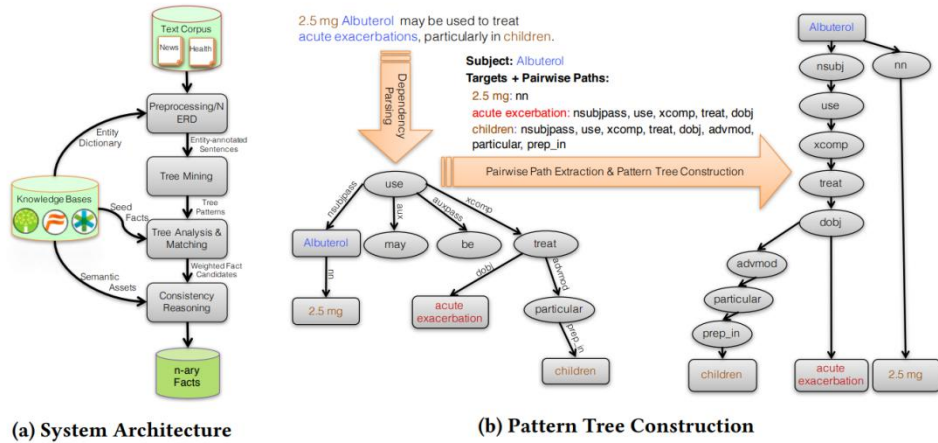 Text Corpus
News
Health
Preprocessing/N
ERD
Entity
Dictionary
Entity-annotated
Sentences
Tree Mining
Knowledge Bases
Seed
Facts
Tree
Patterns
Tree Analysis &
Matching
Semantic
Assets
Weighted Fact
Candidates
Consistency
Reasoning
n-ary
Facts
(a) System Architecture
2.5 mg Albuterol may be used to treat
acute exacerbations, particularly in children.
Dependency
Parsing
Subject: Albuterol
Targets + Pairwise Paths:
2.5 mg: nn
acute excerbation: nsubjpass, use, xcomp, treat, dobj
children: nsubjpass, use, xcomp, treat, dobj, advmod,
particular, prep_in
Pairwise Path Extraction & Pattern Tree Construction
use
nsubjpass
aux
auxpass
xcomp
Albuterol
may
be
treat
nn
dobj
advmod
2.5 mg
acute
exacerbation
particular
prep_in
children
Albuterol
nsubj
nn
use
xcomp
treat
dobj
advmod
particular
prep_in
children
acute
exacerbation
2.5 mg
(b) Pattern Tree Construction